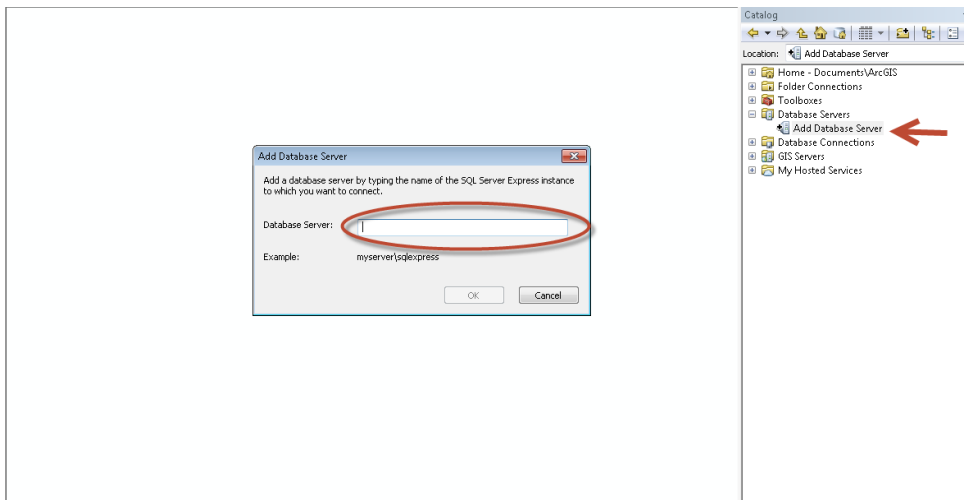 Catalog
Location: Add Database Server
Home - Documents\ArcGIS
Folder Connections
Toolboxes
Database Servers
Add Database Server
Database Connections
GIS Servers
My Hosted Services
Add Database Server
Add a database server by typing the name of the SQL Server Express instance
to which you want to connect.
Database Server:
Example: myserver\sqlexpress
OK Cancel